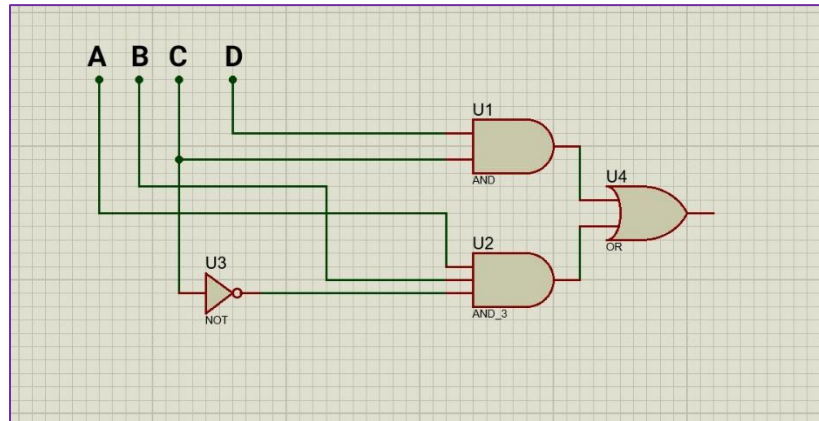 A B C D
U1
AND
U4
OR
U2
AND_3
U3
NOT